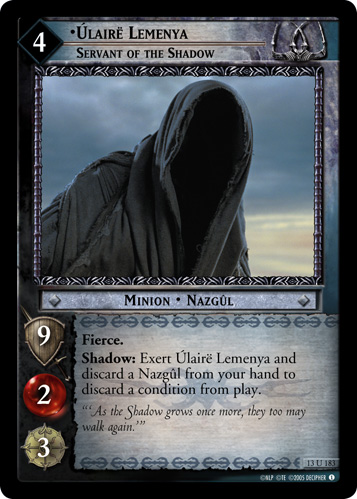 4
•Úlairë Lemenya
Servant of the Shadow
Minion • Nazgûl
9
2
3
Fierce.
Shadow: Exert Úlairë Lemenya and
discard a Nazgûl from your hand to
discard a condition from play.
“‘As the Shadow grows once more, they too may
walk again.’”
13 U 183
©NLP ©TE ©2005 DECIPHER